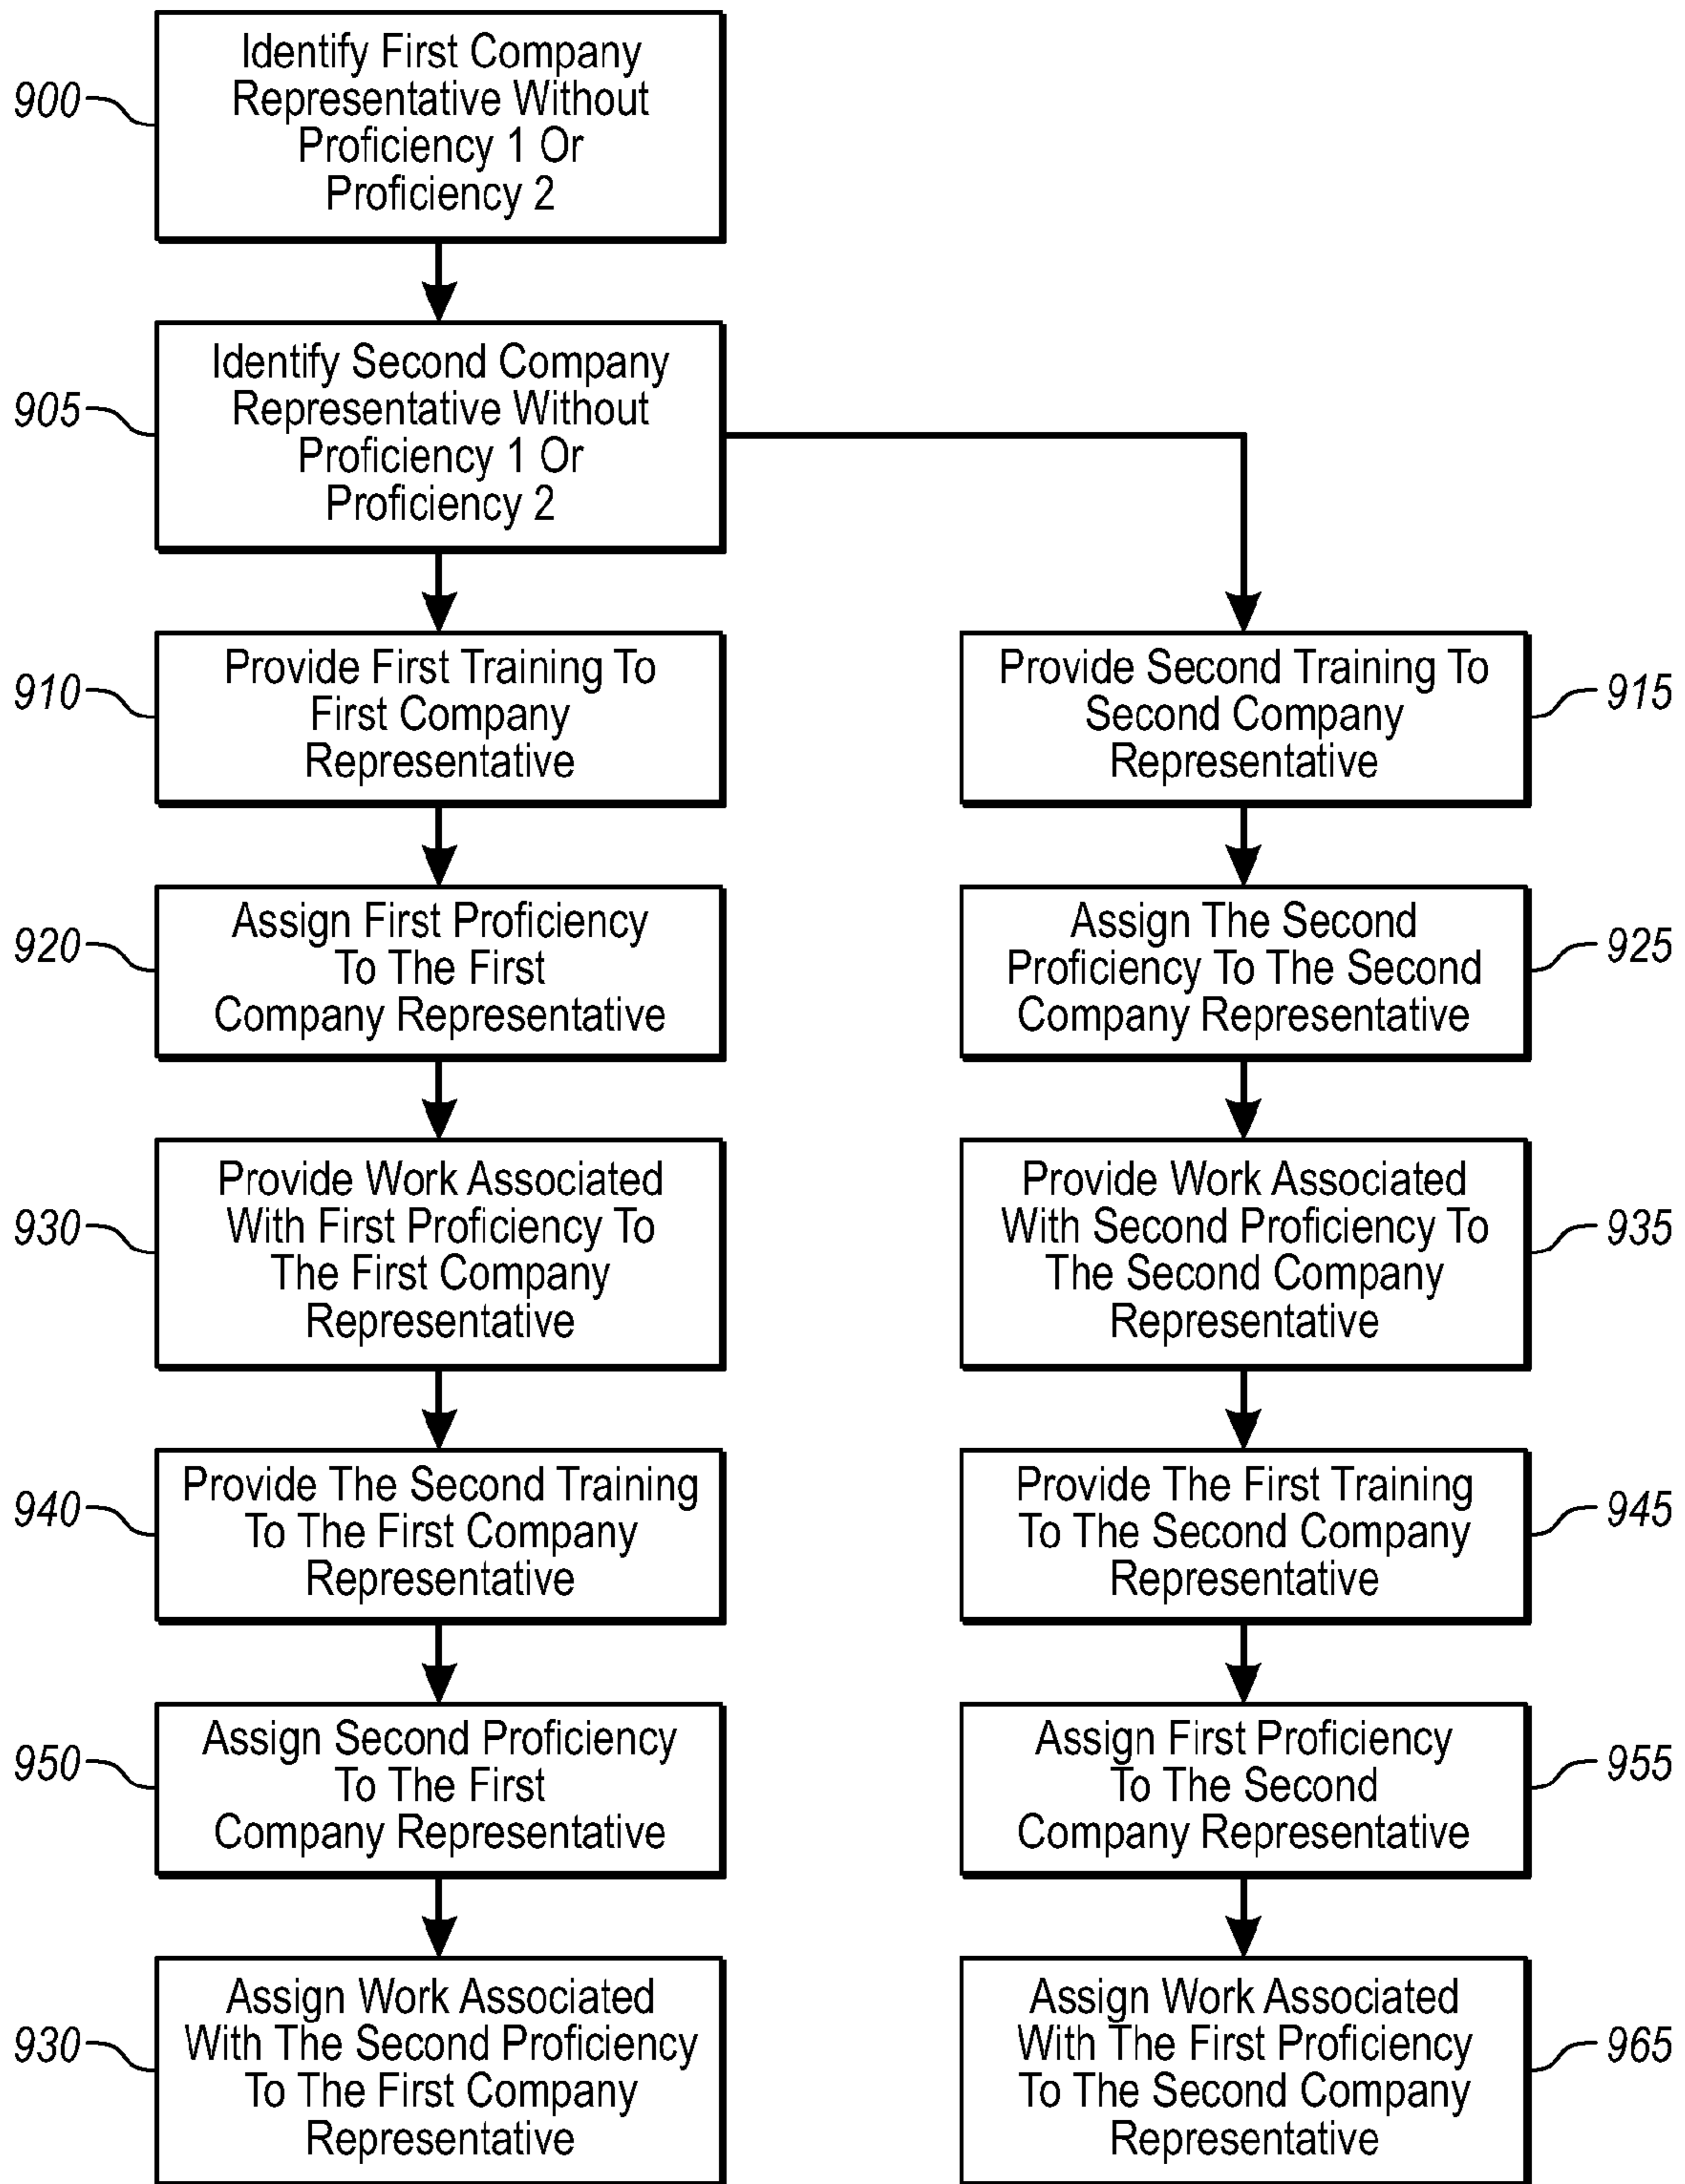 900
Identify First Company
Representative Without
Proficiency 1 Or
Proficiency 2
905
Identify Second Company
Representative Without
Proficiency 1 Or
Proficiency 2
910
Provide First Training To
First Company
Representative
Provide Second Training To
Second Company
Representative
915
920
Assign First Proficiency
To The First
Company Representative
Assign The Second
Proficiency To The Second
Company Representative
925
930
Provide Work Associated
With First Proficiency To
The First Company
Representative
Provide Work Associated
With Second Proficiency To
The Second Company
Representative
935
940
Provide The Second Training
To The First Company
Representative
Provide The First Training
To The Second Company
Representative
945
950
Assign Second Proficiency
To The First
Company Representative
Assign First Proficiency
To The Second
Company Representative
955
930
Assign Work Associated
With The Second Proficiency
To The First Company
Representative
Assign Work Associated
With The First Proficiency
To The Second Company
Representative
965